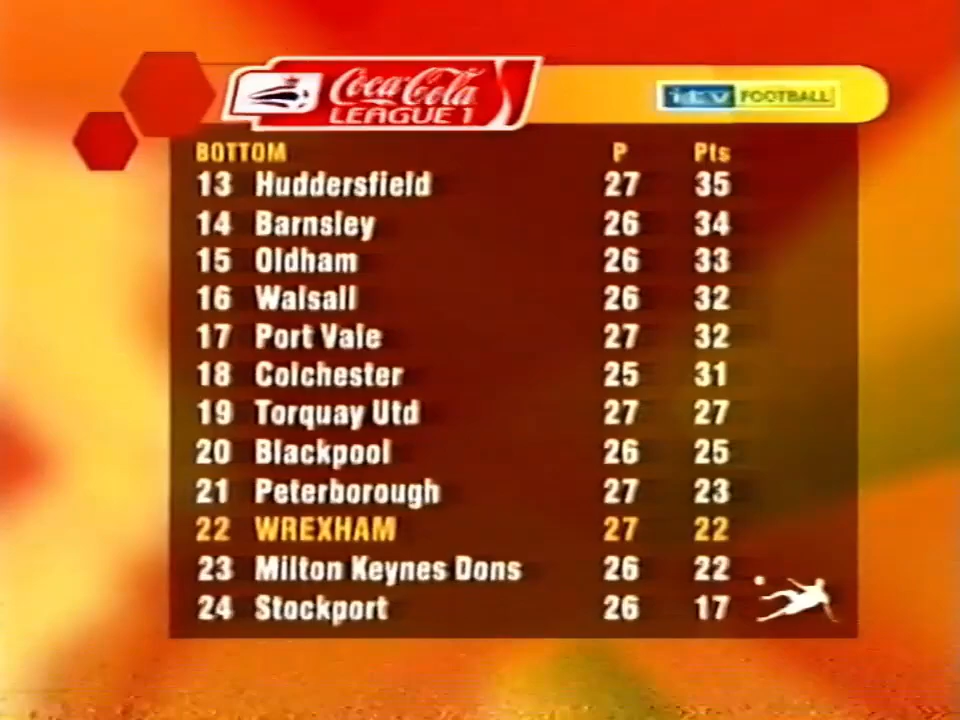 Coca-Cola
LEAGUE 1
itv FOOTBALL
BOTTOM P Pts
13 Huddersfield 27 35
14 Barnsley 26 34
15 Oldham 26 33
16 Walsall 26 32
17 Port Vale 27 32
18 Colchester 25 31
19 Torquay Utd 27 27
20 Blackpool 26 25
21 Peterborough 27 23
22 WREXHAM 27 22
23 Milton Keynes Dons 26 22
24 Stockport 26 17